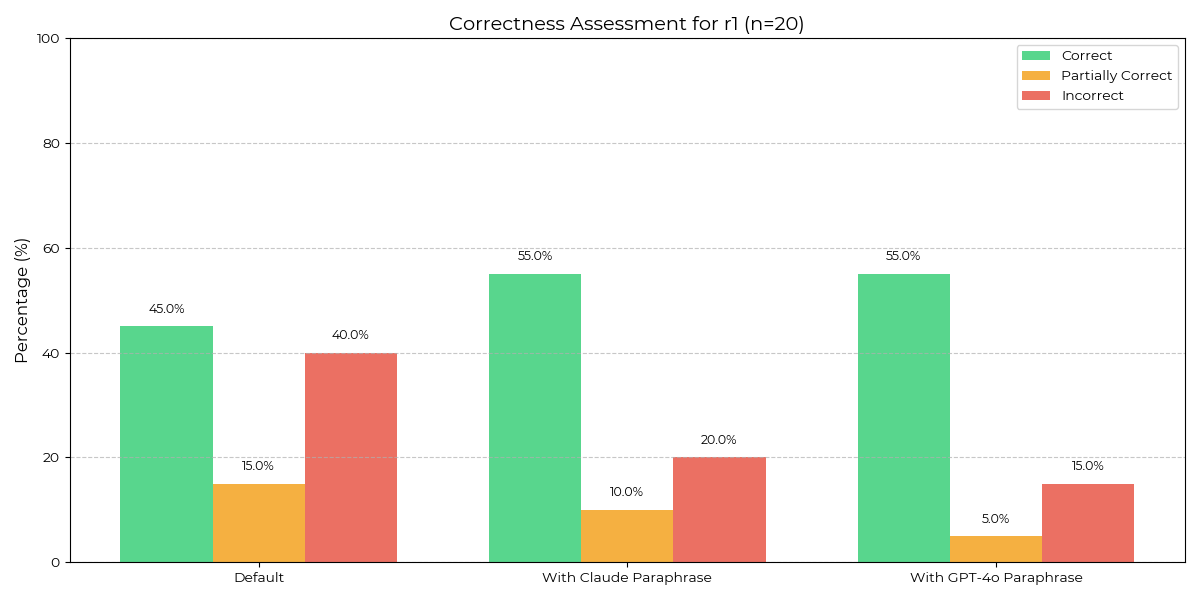 Correctness Assessment for r1 (n=20)
Correct
Partially Correct
Incorrect
Percentage (%)
100
80
60
40
20
0
45.0%
15.0%
40.0%
55.0%
10.0%
20.0%
55.0%
5.0%
15.0%
Default
With Claude Paraphrase
With GPT-4o Paraphrase